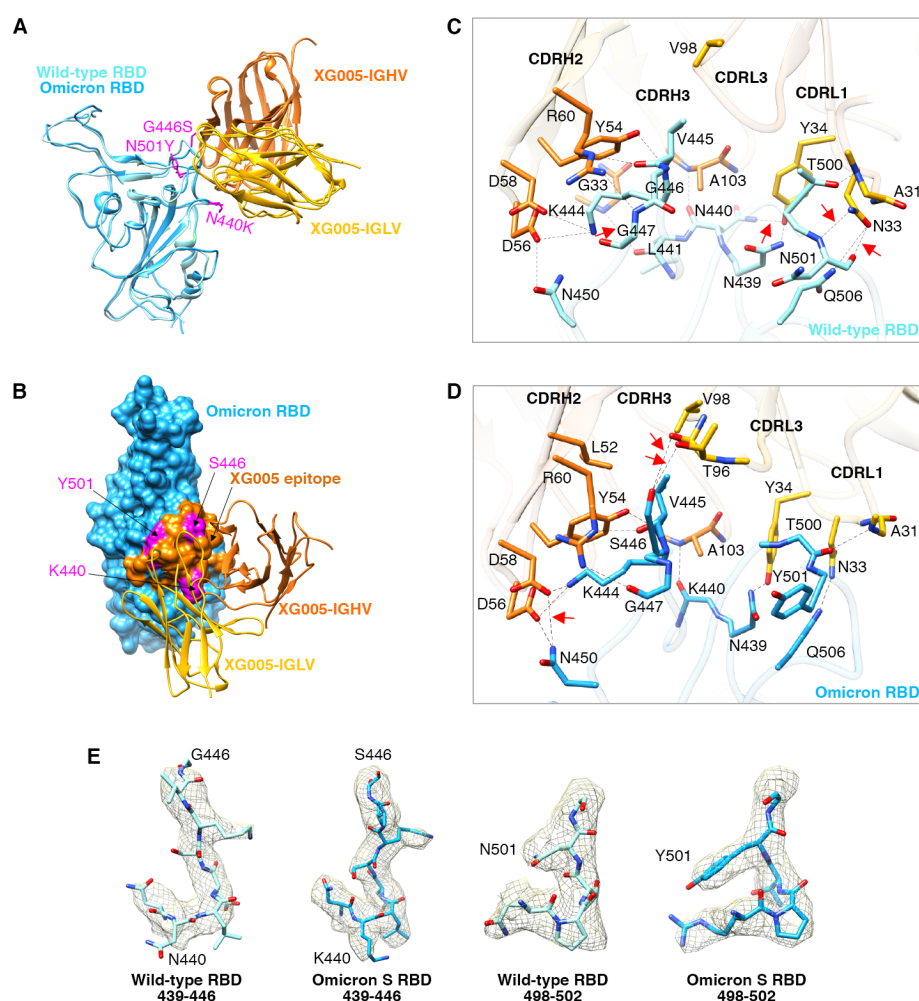 A
Wild-type RBD
Omicron RBD
XG005-IGHV
G446S
N501Y
N440K
XG005-IGLV
B
Omicron RBD
S446
XG005 epitope
Y501
K440
XG005-IGHV
XG005-IGLV
C
V98
CDRH2
CDRL3
CDRH3
CDRL1
R60
Y54
V445
Y34
T500
D58
G33
A103
A31
K444
G446
N440
N33
D56
G447
L441
N501
N439
N450
Q506
Wild-type RBD
D
CDRH2
CDRH3
V98
L52
CDRL3
R60
T96
CDRL1
Y54
V445
Y34
T500
A31
D58
S446
A103
N33
K444
K440
Y501
D56
G447
N439
Q506
N450
Omicron RBD
E
G446
N440
Wild-type RBD
439-446
S446
K440
Omicron S RBD
439-446
N501
Wild-type RBD
498-502
Y501
Omicron S RBD
498-502